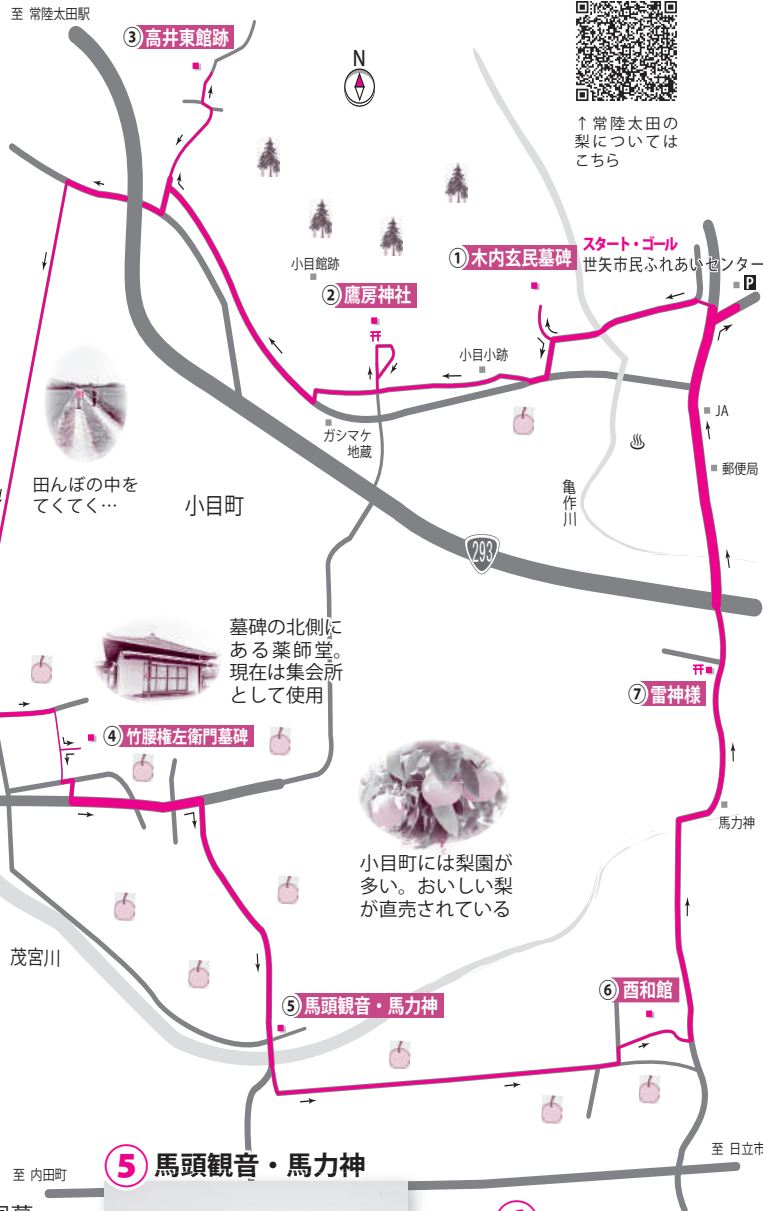 至 常陸太田駅
③高井東館跡
N
↑常陸太田の
梨については
こちら
スタート・ゴール
世矢市民ふれあいセンター
P
①木内玄民墓碑
小目館跡
②鷹房神社
小目小跡
JA
ガシマケ
地蔵
郵便局
亀作川
田んぼの中を
てくてく…
小目町
293
墓碑の北側に
ある薬師堂。
現在は集会所
として使用
⑦雷神様
④竹腰権左衛門墓碑
馬力神
小目町には梨園が
多い。おいしい梨
が直売されている
茂宮川
⑥酉和館
⑤馬頭観音・馬力神
至 日立市
⑤馬頭観音・馬力神
至 内田町